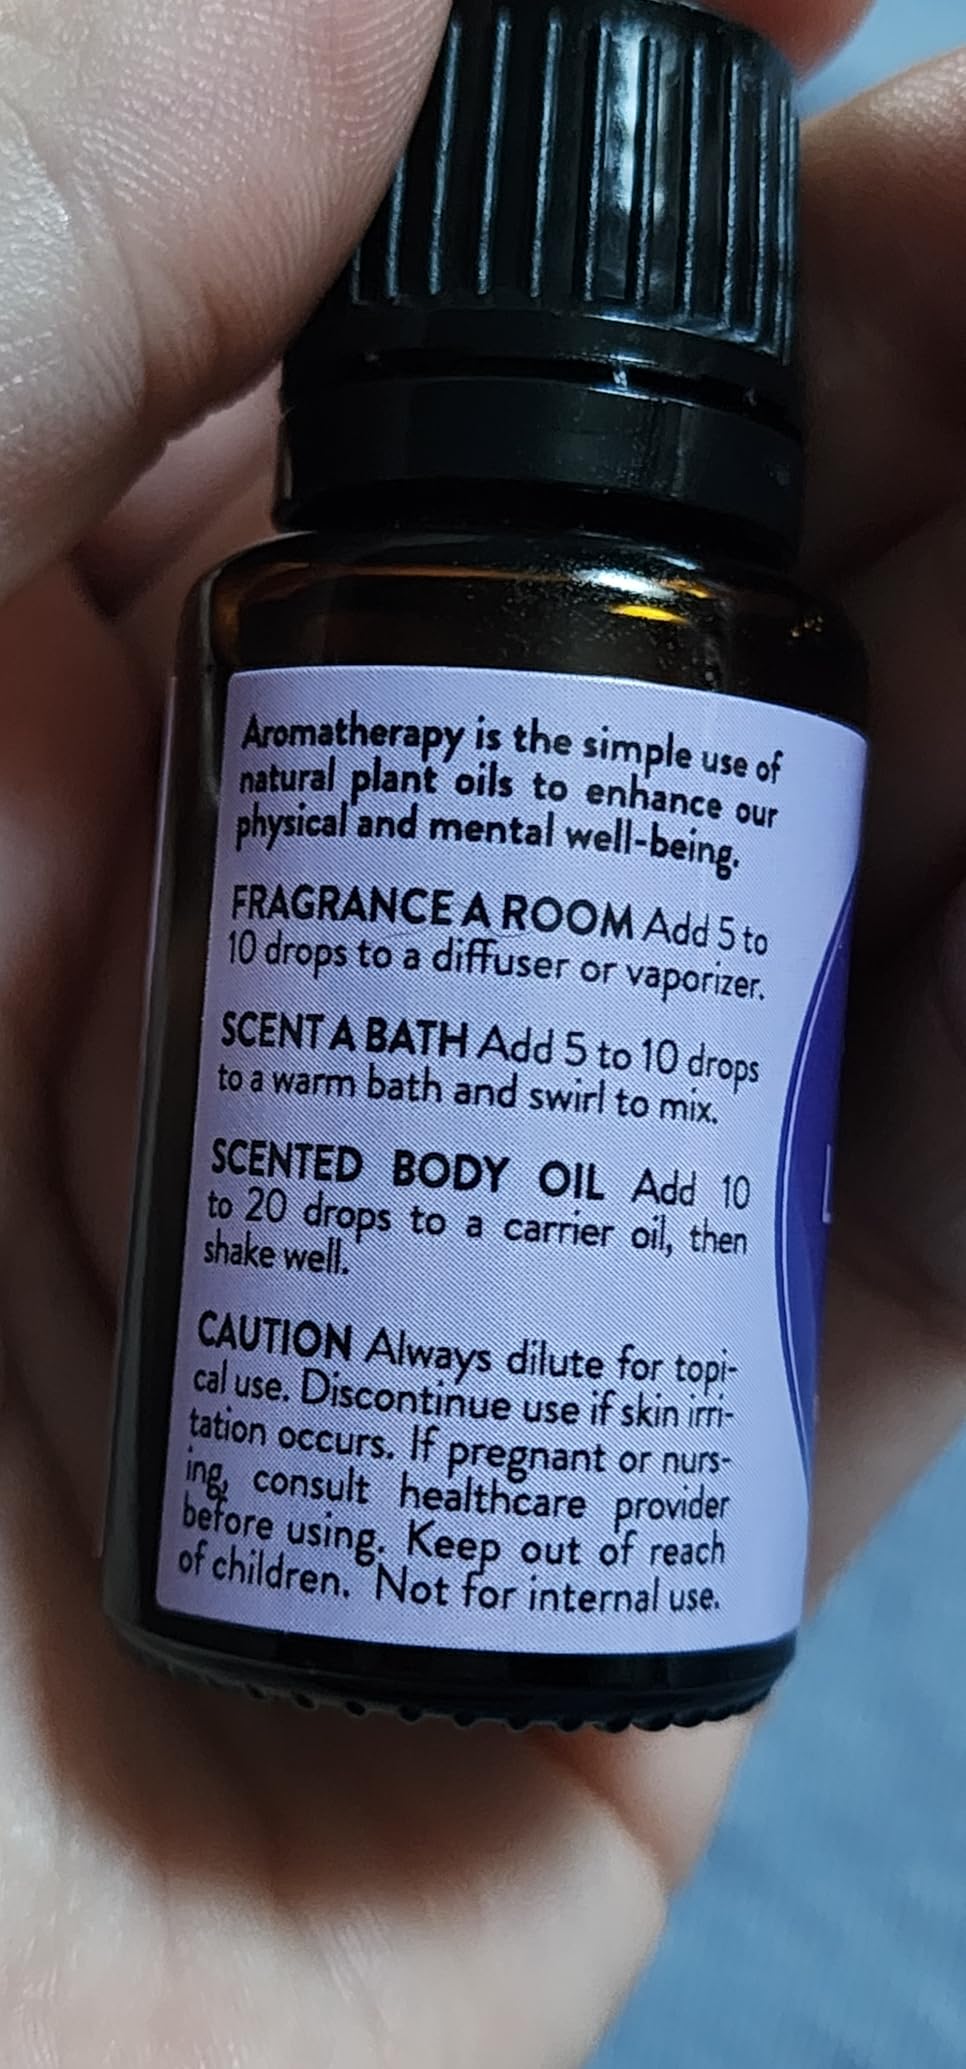 Aromatherapy is the simple use of
natural plant oils to enhance our
physical and mental well-being.
FRAGRANCE A ROOM Add 5 to
10 drops to a diffuser or vaporizer.
SCENT A BATH Add 5 to 10 drops
to a warm bath and swirl to mix.
SCENTED BODY OIL Add 10
to 20 drops to a carrier oil, then
shake well.
CAUTION Always dilute for topi-
cal use. Discontinue use if skin irri-
tation occurs. If pregnant or nurs-
ing, consult healthcare provider
before using. Keep out of reach
of children. Not for internal use.